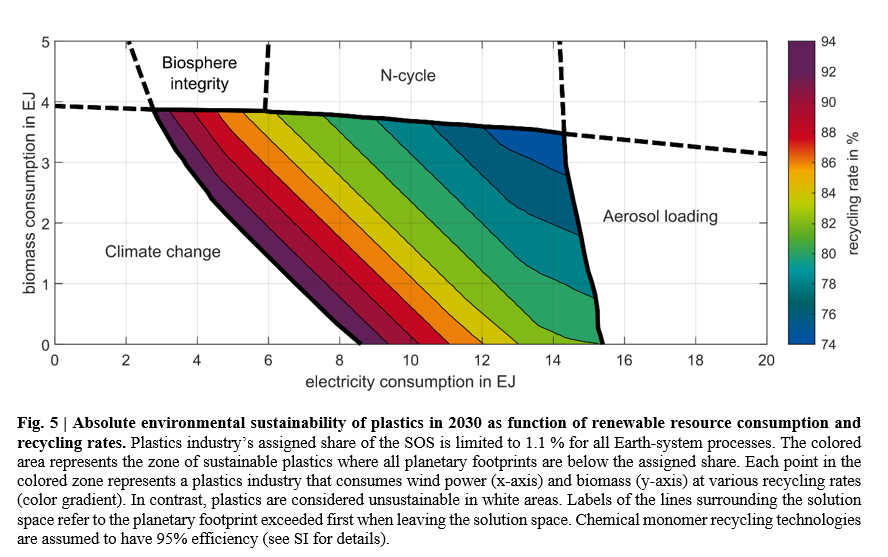 5
4
3
2
1
0
biomass consumption in EJ
Biosphere
integrity
N-cycle
Climate change
Aerosol loading
0 2 4 6 8 10 12 14 16 18 20
electricity consumption in EJ
94
92
90
88
86
84
82
80
78
76
74
recycling rate in %
Fig. 5 | Absolute environmental sustainability of plastics in 2030 as function of renewable resource consumption and
recycling rates. Plastics industry's assigned share of the SOS is limited to 1.1 % for all Earth-system processes. The colored
area represents the zone of sustainable plastics where all planetary footprints are below the assigned share. Each point in the
colored zone represents a plastics industry that consumes wind power (x-axis) and biomass (y-axis) at various recycling rates
(color gradient). In contrast, plastics are considered unsustainable in white areas. Labels of the lines surrounding the solution
space refer to the planetary footprint exceeded first when leaving the solution space. Chemical monomer recycling technologies
are assumed to have 95% efficiency (see SI for details).